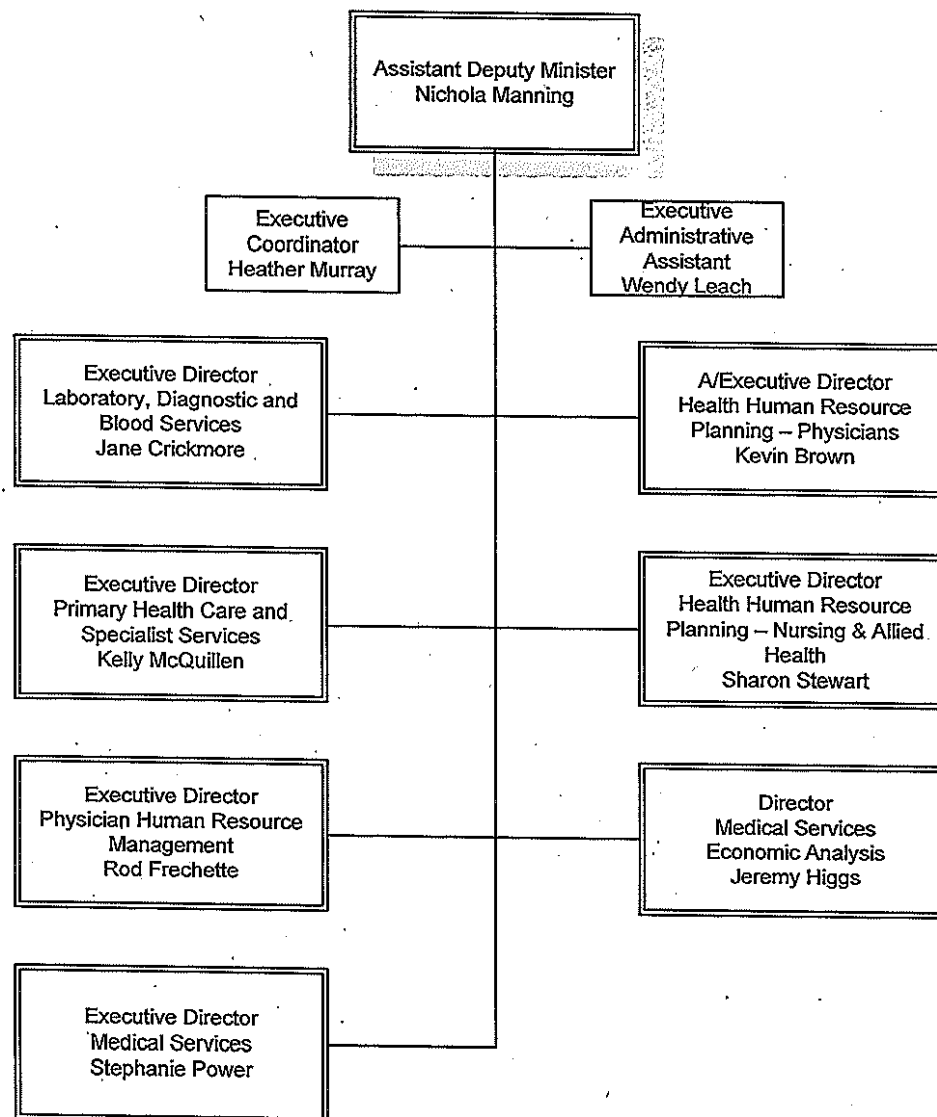 Assistant Deputy Minister
Nichola Manning
Executive
Coordinator
Heather Murray
Executive
Administrative
Assistant
Wendy Leach
Executive Director
Laboratory, Diagnostic and
Blood Services
Jane Crickmore
A/Executive Director
Health Human Resource
Planning – Physicians
Kevin Brown
Executive Director
Primary Health Care and
Specialist Services
Kelly McQuillen
Executive Director
Health Human Resource
Planning – Nursing & Allied
Health
Sharon Stewart
Executive Director
Physician Human Resource
Management
Rod Frechette
Director
Medical Services
Economic Analysis
Jeremy Higgs
Executive Director
Medical Services
Stephanie Power